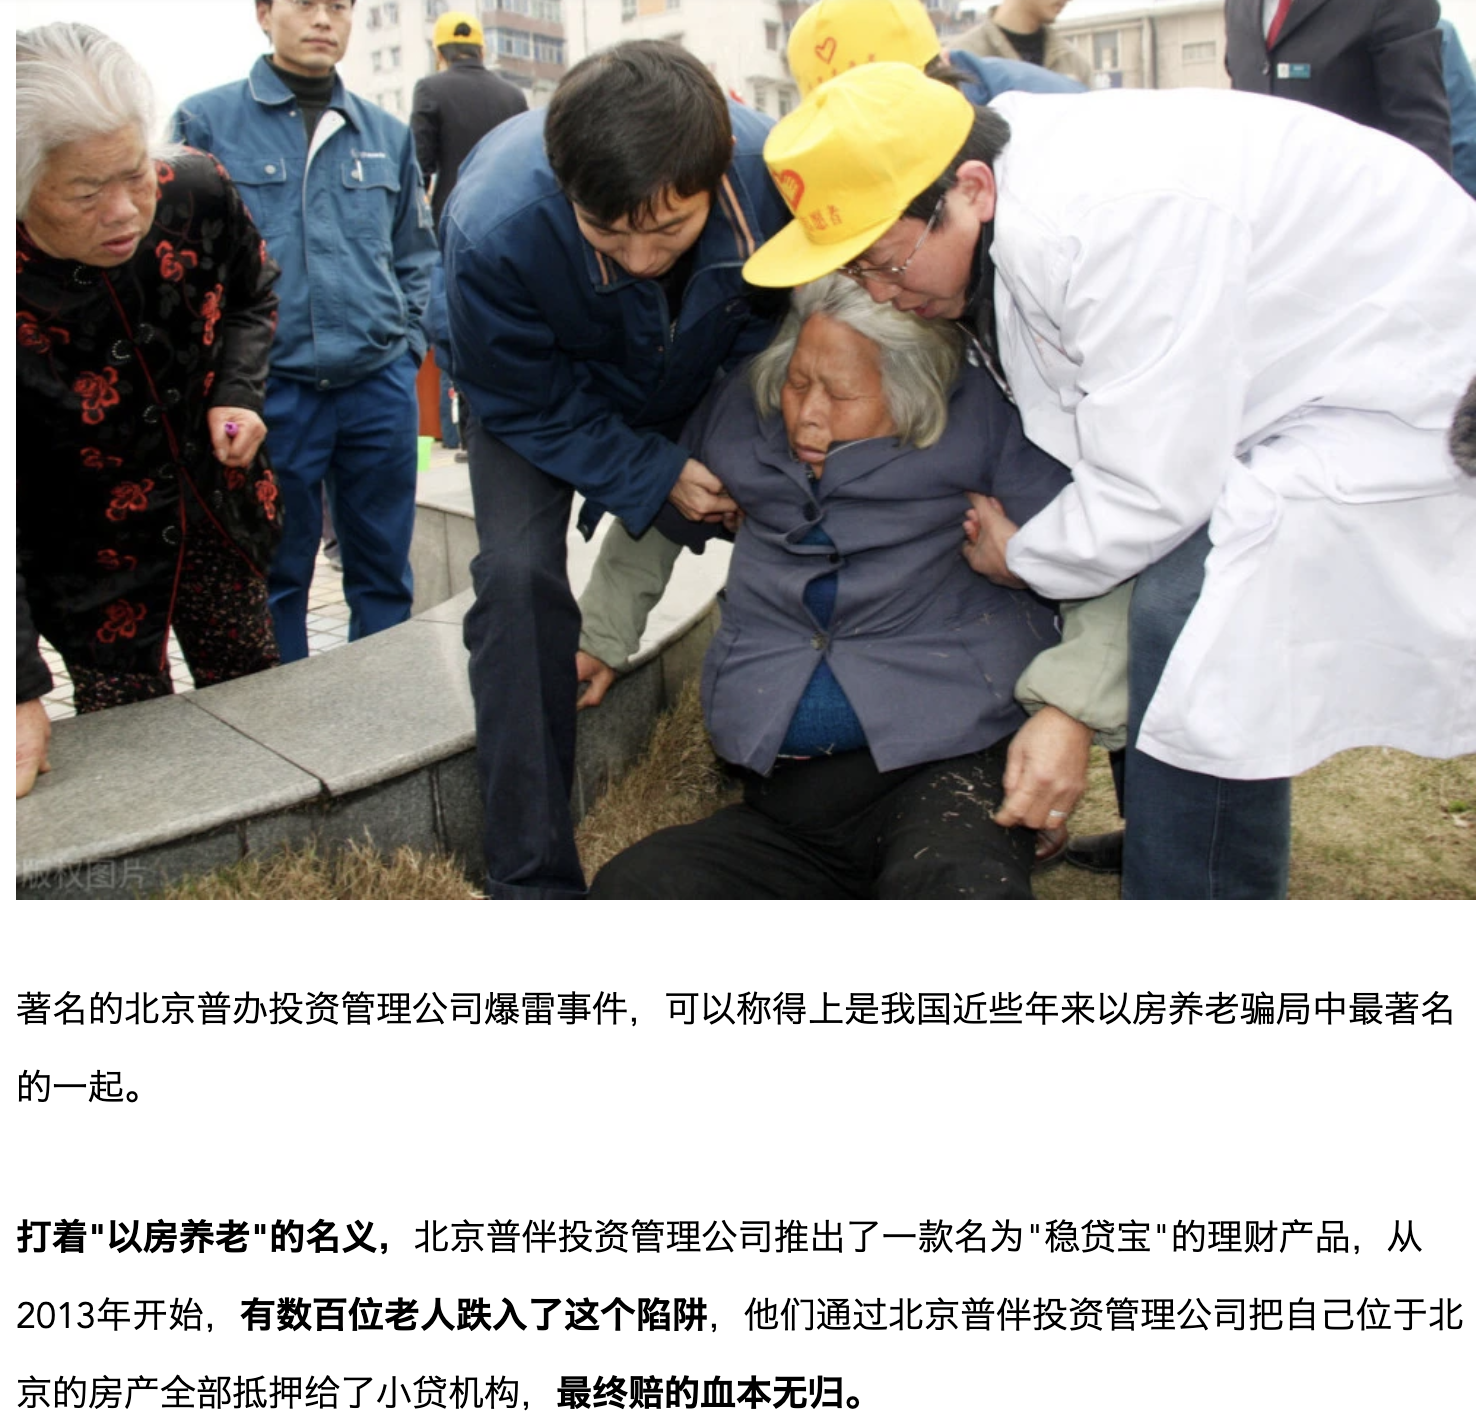 愿者
版权图片
著名的北京普办投资管理公司爆雷事件，可以称得上是我国近些年来以房养老骗局中最著名
的一起。
打着"以房养老"的名义，北京普伴投资管理公司推出了一款名为"稳贷宝"的理财产品，从
2013年开始，有数百位老人跌入了这个陷阱，他们通过北京普伴投资管理公司把自己位于北
京的房产全部抵押给了小贷机构，最终赔的血本无归。